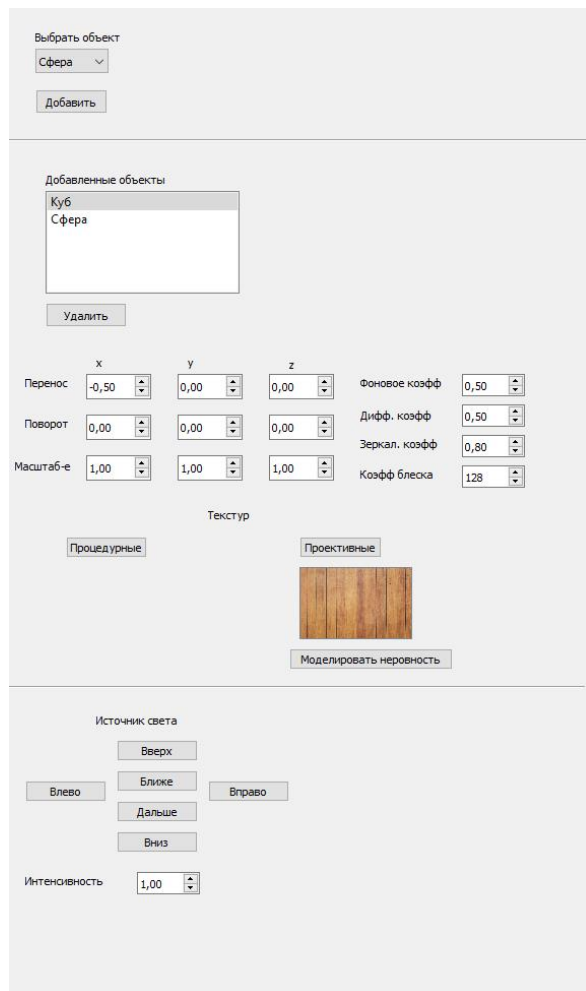 Выбрать объект
Сфера
Добавить
Добавленные объекты
Куб
Сфера
Удалить
x y z
Перенос -0,50 0,00 0,00 Фоновое коэфф 0,50
Дифф. коэфф 0,50
Поворот 0,00 0,00 0,00
Зеркал. коэфф 0,80
Масштаб-е 1,00 1,00 1,00 Коэфф блеска 128
Текстур
Процедурные Проективные
Моделировать неровность
Источник света
Вверх
Ближе
Влево Вправо
Дальше
Вниз
Интенсивность 1,00